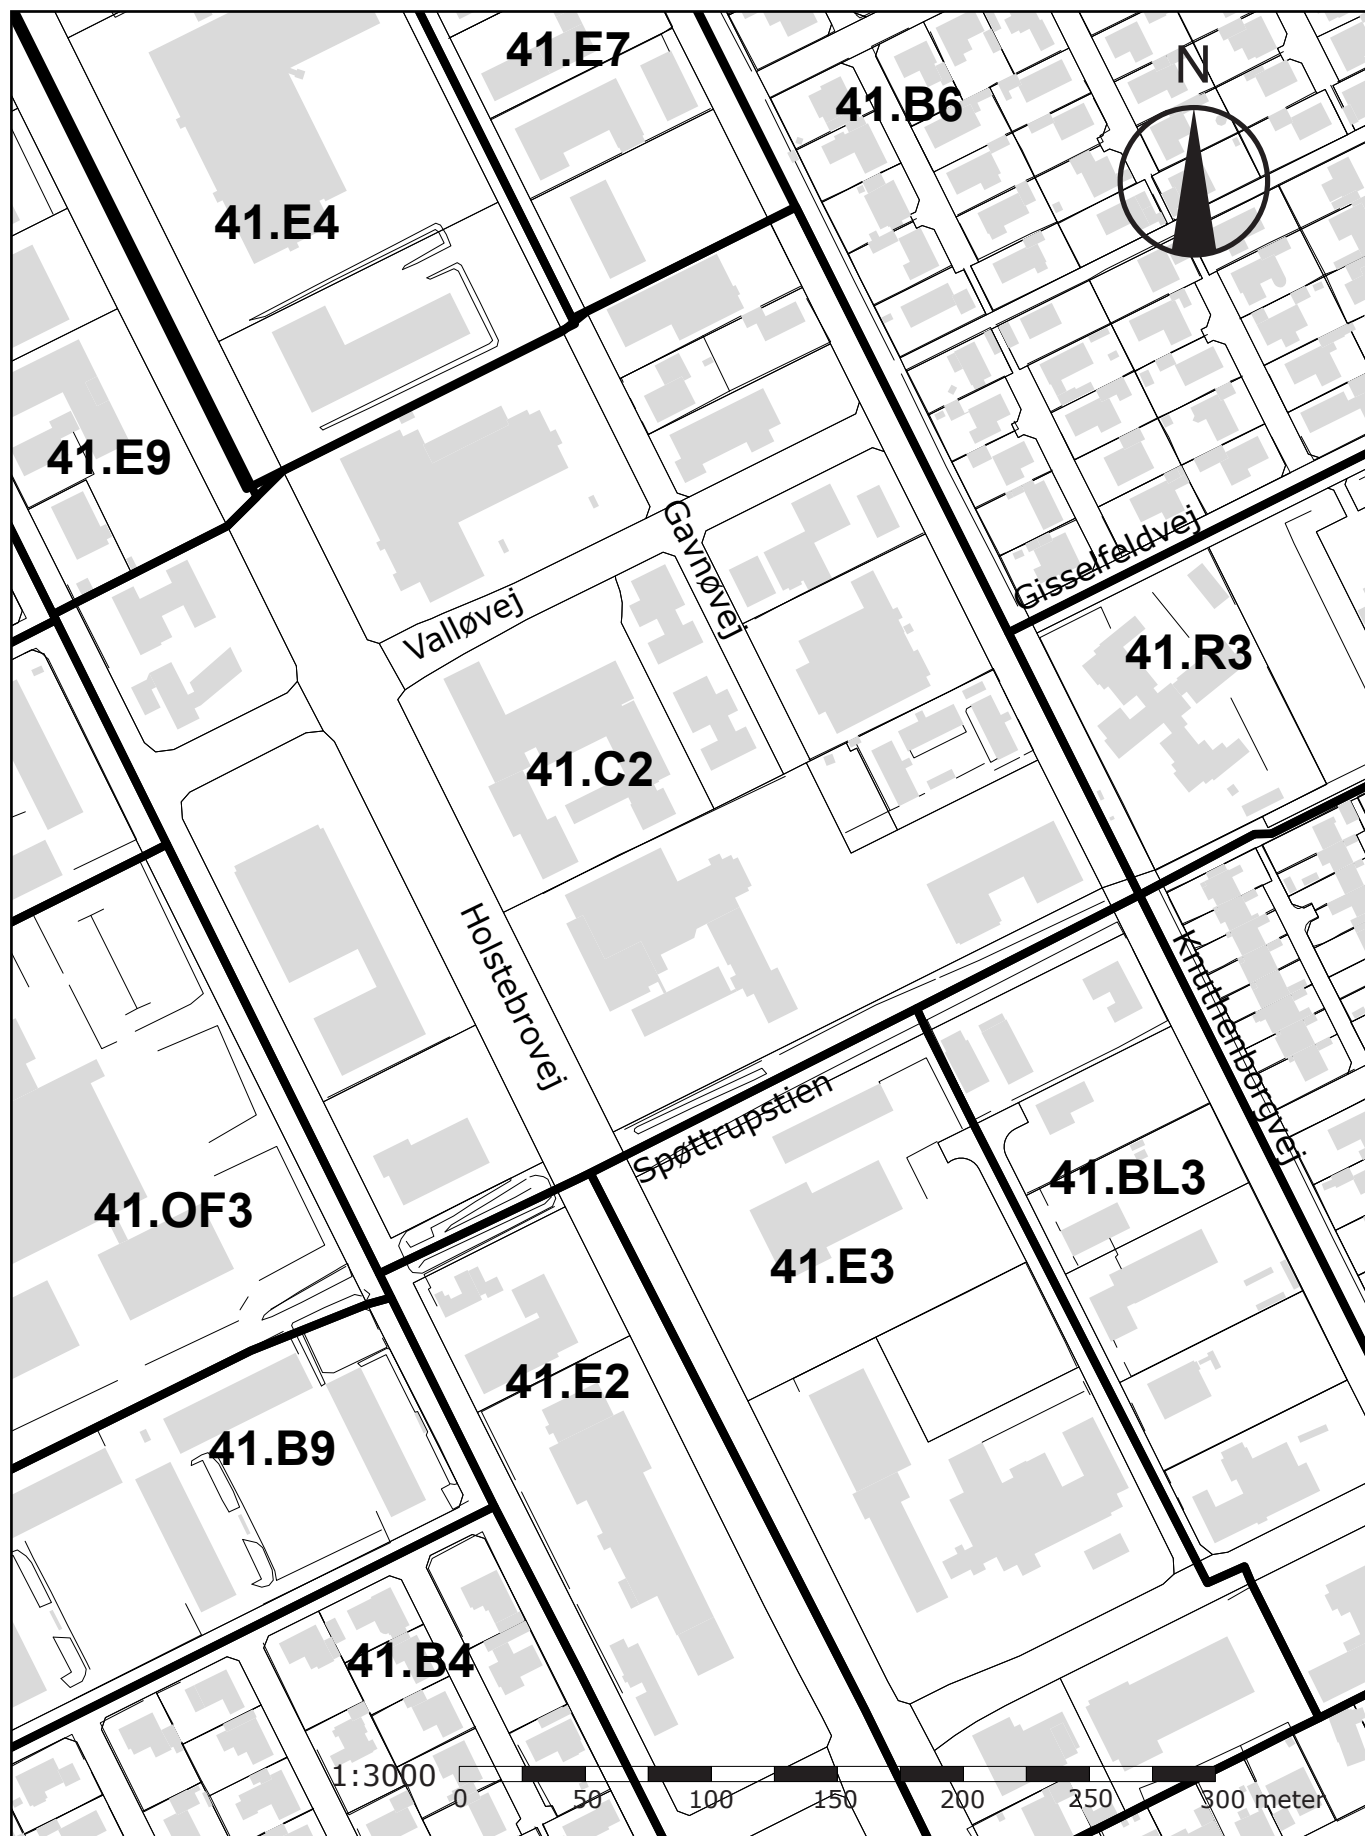 41.E7
N
41.B6
41.E4
41.E9
Gavnøvej
Gisselfeldvej
Valløvej
41.R3
41.C2
Holstebrovej
Knuthenborgvej
Spøttrupstien
41.BL3
41.OF3
41.E3
41.E2
41.B9
41.B4
1:3000
0 50 100 150 200 250 300 meter